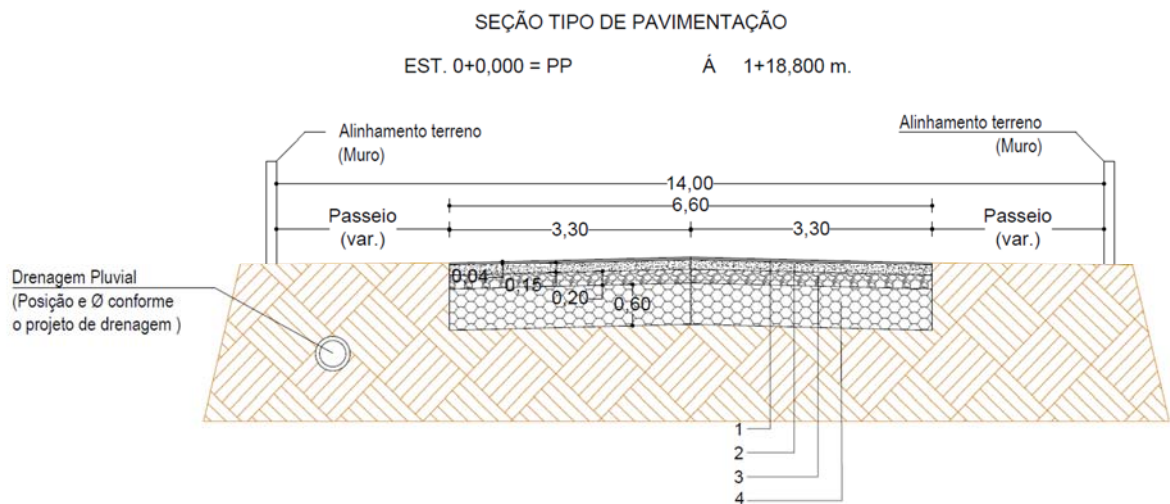 SEÇÃO TIPO DE PAVIMENTAÇÃO
EST. 0+0,000 = PP Á 1+18,800 m.
Alinhamento terreno
(Muro)
Alinhamento terreno
(Muro)
14,00
6,60
Passeio
(var.)
3,30
3,30
Passeio
(var.)
Drenagem Pluvial
(Posição e Ø conforme
o projeto de drenagem )
0,04
0,15
0,20
0,60
1
2
3
4